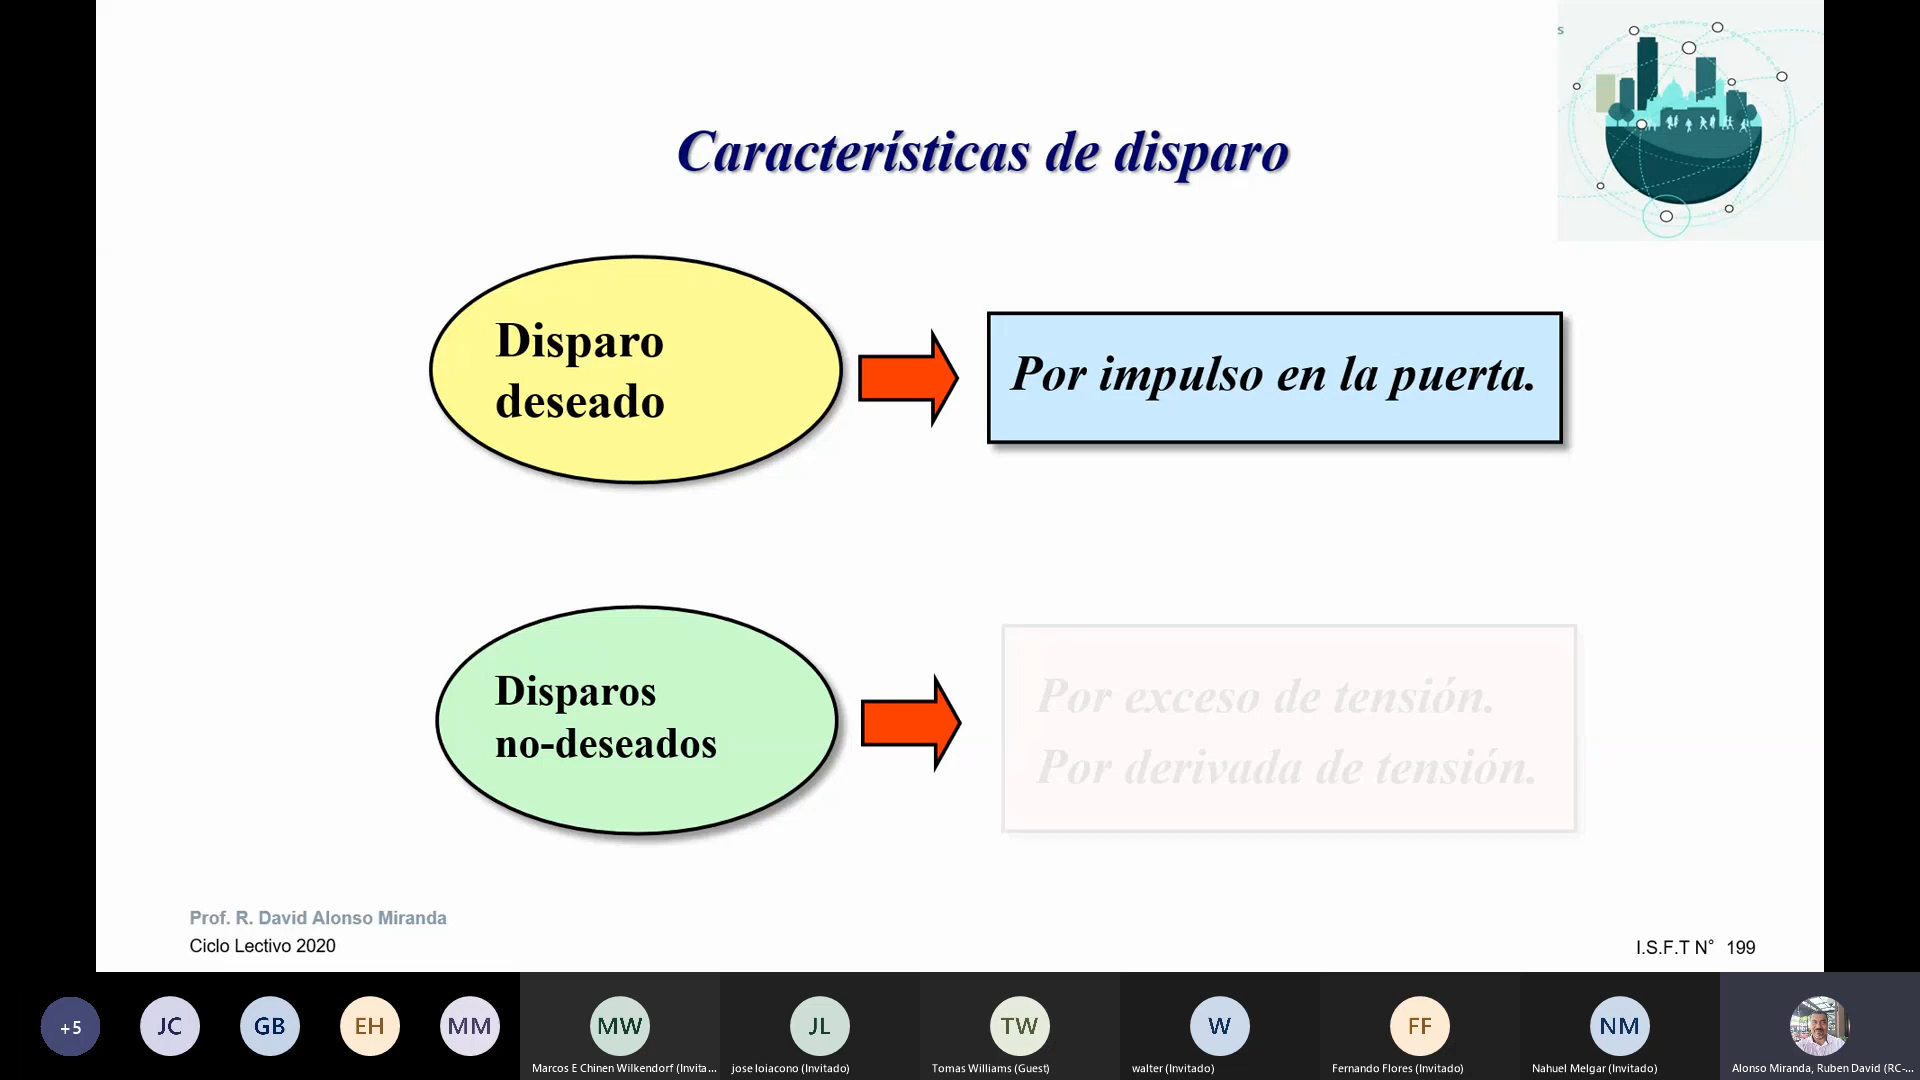 s
Características de disparo
Disparo
deseado
Por impulso en la puerta.
Disparos
no-deseados
Por exceso de tensión.
Por derivada de tensión.
Prof. R. David Alonso Miranda
Ciclo Lectivo 2020
I.S.F.T N° 199
+5
JC
GB
EH
MM
MW
JL
TW
W
FF
NM
Marcos E Chinen Wilkendorf (Invita...
jose loiacono (Invitado)
Tomas Williams (Guest)
walter (Invitado)
Fernando Flores (Invitado)
Nahuel Melgar (Invitado)
Alonso Miranda, Ruben David (RC-...